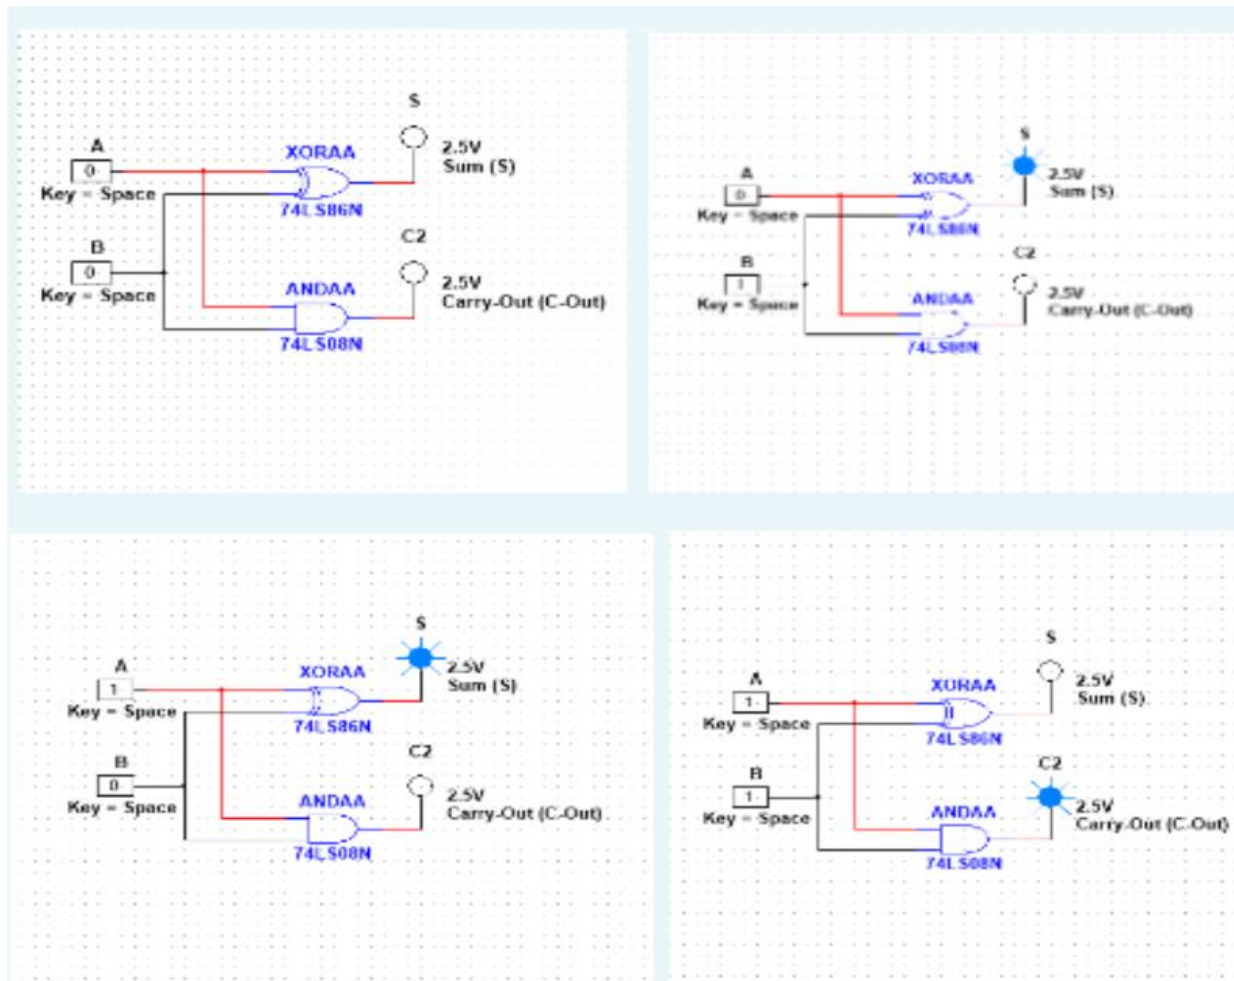 S
A
XORAA
2.5V
Sum (S)
0
Key = Space
74LS86N
B
C2
0
2.5V
Key = Space
ANDAA
Carry-Out (C-Out)
74LS08N
S
A
XORAA
2.5V
Sum (S)
0
Key = Space
74LS86N
B
C2
1
2.5V
Key = Space
ANDAA
Carry-Out (C-Out)
74LS08N
S
A
XORAA
2.5V
Sum (S)
1
Key = Space
74LS86N
B
C2
0
2.5V
Key = Space
ANDAA
Carry-Out (C-Out)
74LS08N
S
A
XORAA
2.5V
Sum (S)
1
Key = Space
74LS86N
B
C2
1
2.5V
Key = Space
ANDAA
Carry-Out (C-Out)
74LS08N